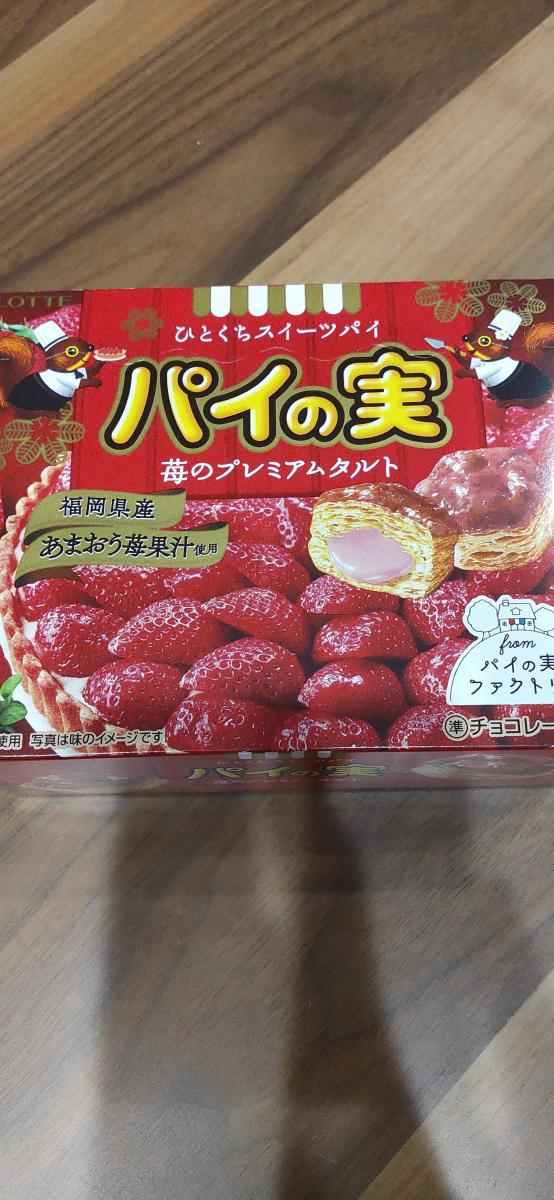 LOTTE
ひとくちスイーツパイ
パイの実
苺のプレミアムタルト
福岡県産
あまおう苺果汁使用
from
パイの実
ファクトリ
使用 写真は味のイメージです
準チョコレー
パイの実